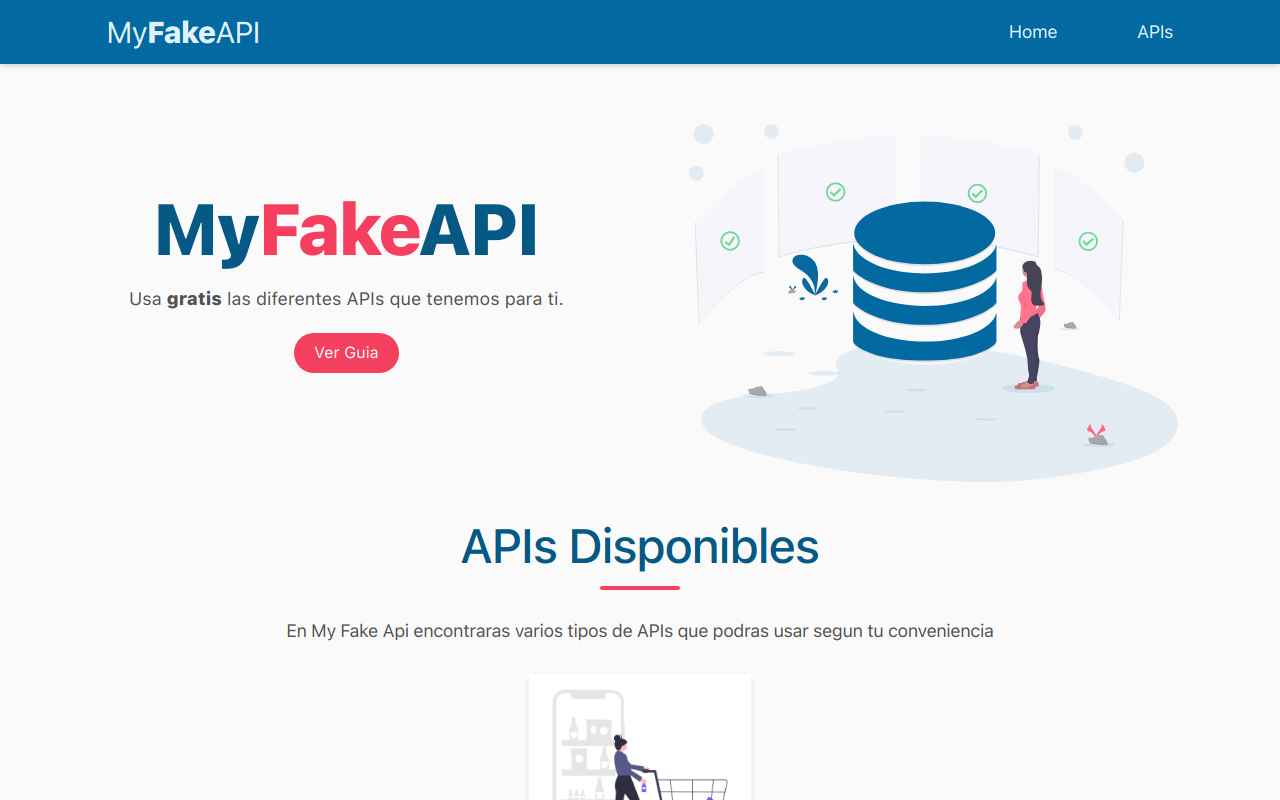 MyFakeAPI
Home
APIs
MyFakeAPI
Usa gratis las diferentes APIs que tenemos para ti.
Ver Guia
APIs Disponibles
En My Fake Api encontraras varios tipos de APIs que podras usar segun tu conveniencia